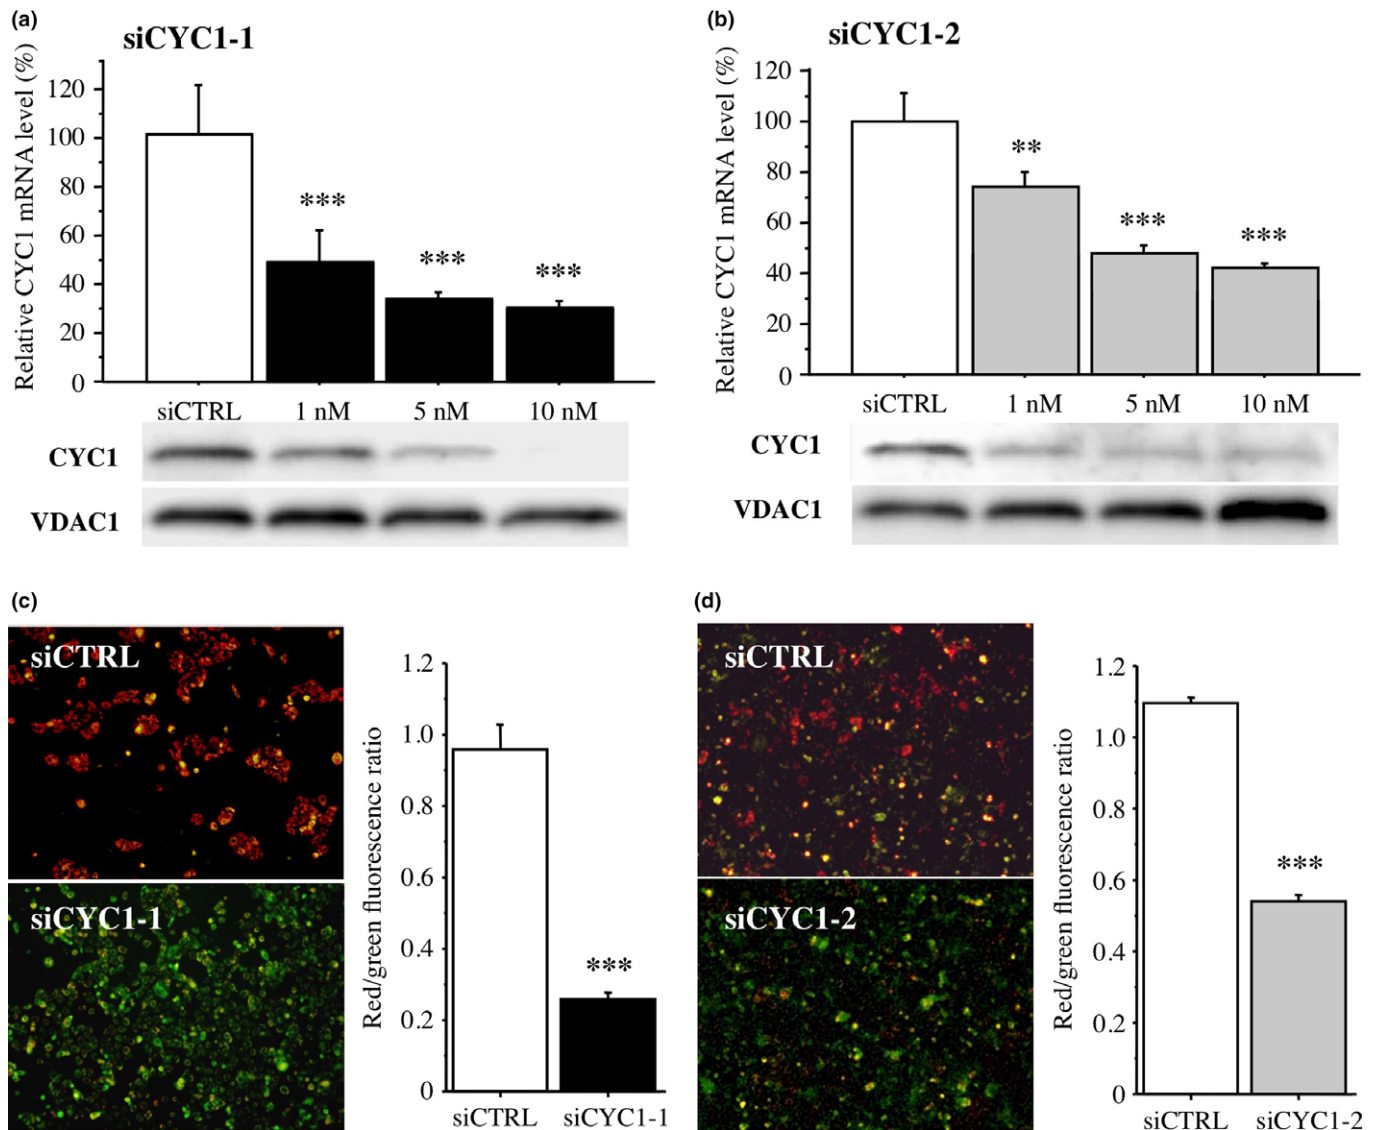 (a)
siCYC1-1
Relative CYC1 mRNA level (%)
120
100
80
60
40
20
0
***
***
***
siCTRL 1 nM 5 nM 10 nM
CYC1
VDAC1
(b)
siCYC1-2
Relative CYC1 mRNA level (%)
120
100
80
60
40
20
0
**
***
***
siCTRL 1 nM 5 nM 10 nM
CYC1
VDAC1
(c)
siCTRL
siCYC1-1
Red/green fluorescence ratio
1.2
1.0
0.8
0.6
0.4
0.2
0
***
siCTRL siCYC1-1
(d)
siCTRL
siCYC1-2
Red/green fluorescence ratio
1.2
1.0
0.8
0.6
0.4
0.2
0
***
siCTRL siCYC1-2